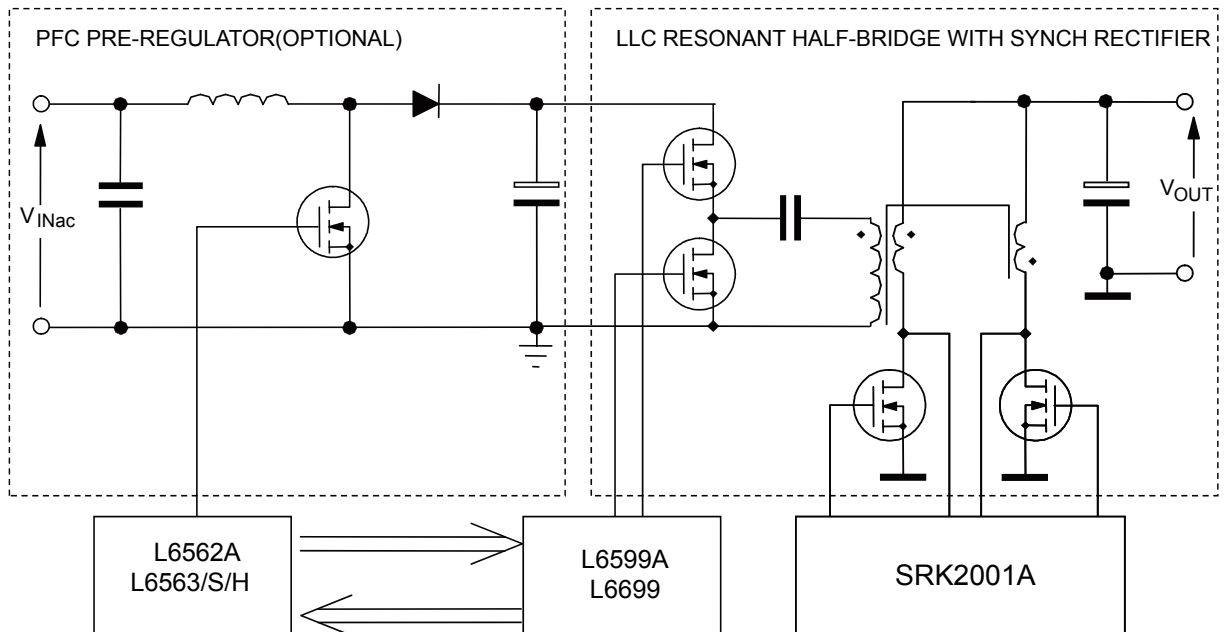 PFC PRE-REGULATOR(OPTIONAL)
LLC RESONANT HALF-BRIDGE WITH SYNCH RECTIFIER
VINac
VOUT
L6562A
L6563/S/H
L6599A
L6699
SRK2001A